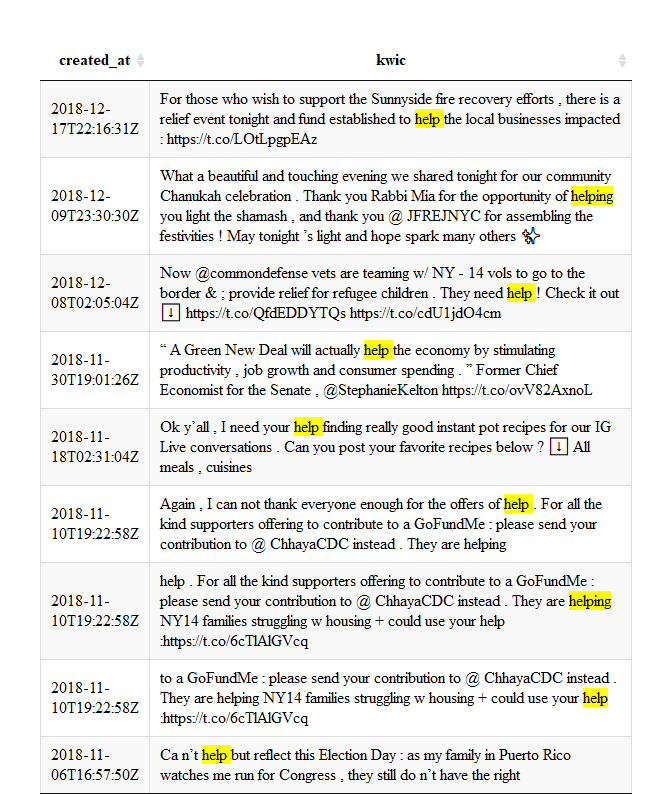 created_at kwic
2018-12-
17T22:16:31Z
For those who wish to support the Sunnyside fire recovery efforts , there is a
relief event tonight and fund established to help the local businesses impacted
: https://t.co/LOtLpgpEAz
2018-12-
09T23:30:30Z
What a beautiful and touching evening we shared tonight for our community
Chanukah celebration . Thank you Rabbi Mia for the opportunity of helping
you light the shamash , and thank you @ JFREJNYC for assembling the
festivities ! May tonight ’s light and hope spark many others ✨
2018-12-
08T02:05:04Z
Now @commondefense vets are teaming w/ NY - 14 vols to go to the
border & ; provide relief for refugee children . They need help ! Check it out
⬇️ https://t.co/QfdEDDYTQs https://t.co/cdU1jdO4cm
2018-11-
30T19:01:26Z
“ A Green New Deal will actually help the economy by stimulating
productivity , job growth and consumer spending . ” Former Chief
Economist for the Senate , @StephanieKelton https://t.co/ovV82AxnoL
2018-11-
18T02:31:04Z
Ok y’all , I need your help finding really good instant pot recipes for our IG
Live conversations . Can you post your favorite recipes below ? ⬇️ All
meals , cuisines
2018-11-
10T19:22:58Z
Again , I can not thank everyone enough for the offers of help . For all the
kind supporters offering to contribute to a GoFundMe : please send your
contribution to @ ChhayaCDC instead . They are helping
2018-11-
10T19:22:58Z
help . For all the kind supporters offering to contribute to a GoFundMe :
please send your contribution to @ ChhayaCDC instead . They are helping
NY14 families struggling w housing + could use your help
:https://t.co/6cTlAlGVcq
2018-11-
10T19:22:58Z
to a GoFundMe : please send your contribution to @ ChhayaCDC instead .
They are helping NY14 families struggling w housing + could use your help
:https://t.co/6cTlAlGVcq
2018-11-
06T16:57:50Z
Ca n’t help but reflect this Election Day : as my family in Puerto Rico
watches me run for Congress , they still do n’t have the right